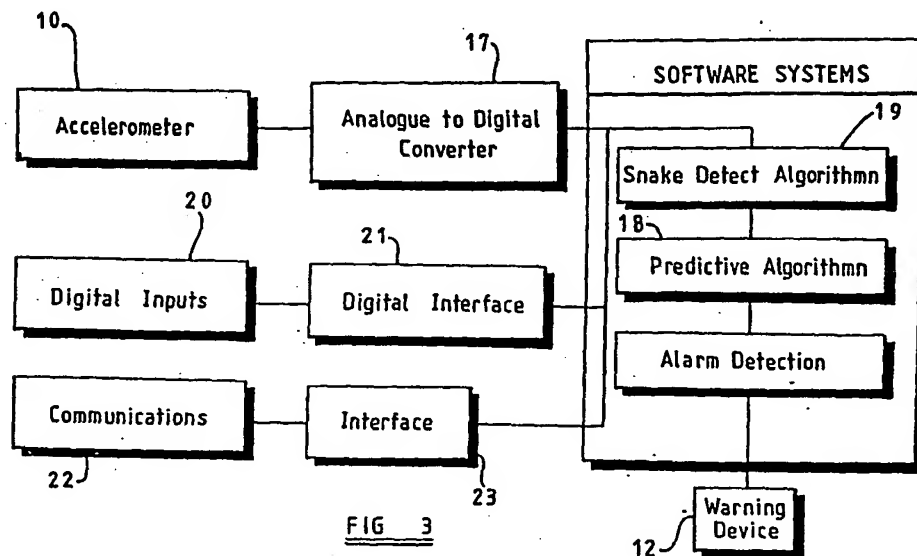 10
17
SOFTWARE SYSTEMS
Accelerometer
Analogue to Digital
Converter
19
Snake Detect Algorithmn
20
21
18
Digital Inputs
Digital Interface
Predictive Algorithmn
Alarm Detection
Communications
Interface
22
23
FIG 3
12
Warning
Device